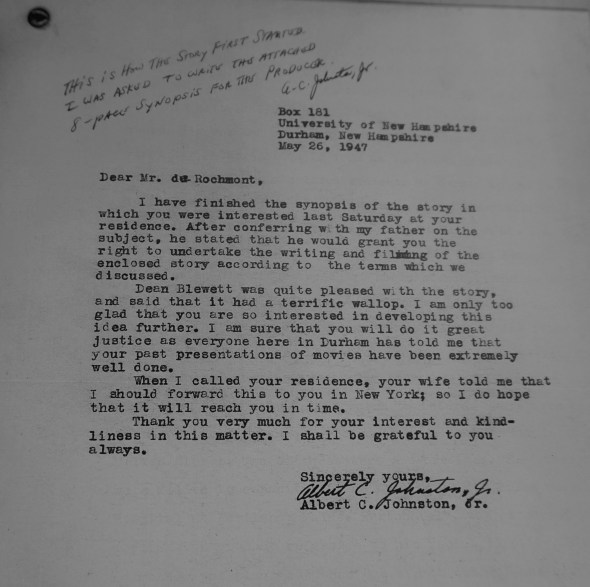 THIS IS HOW THE STORY FIRST STARTED.
I WAS ASKED TO WRITE THE ATTACHED
8-PAGE SYNOPSIS FOR THE PRODUCER.
A.C. Johnston, Jr.
Box 181
University of New Hampshire
Durham, New Hampshire
May 26, 1947
Dear Mr. de Rochmont,
I have finished the synopsis of the story in
which you were interested last Saturday at your
residence. After conferring with my father on the
subject, he stated that he would grant you the
right to undertake the writing and filming of the
enclosed story according to the terms which we
discussed.
Dean Blewett was quite pleased with the story,
and said that it had a terrific wallop. I am only too
glad that you are so interested in developing this
idea further. I am sure that you will do it great
justice as everyone here in Durham has told me that
your past presentations of movies have been extremely
well done.
When I called your residence, your wife told me that
I should forward this to you in New York; so I do hope
that it will reach you in time.
Thank you very much for your interest and kind-
liness in this matter. I shall be grateful to you
always.
Sincerely yours,
Albert C. Johnston, Jr.
Albert C. Johnston, Jr.